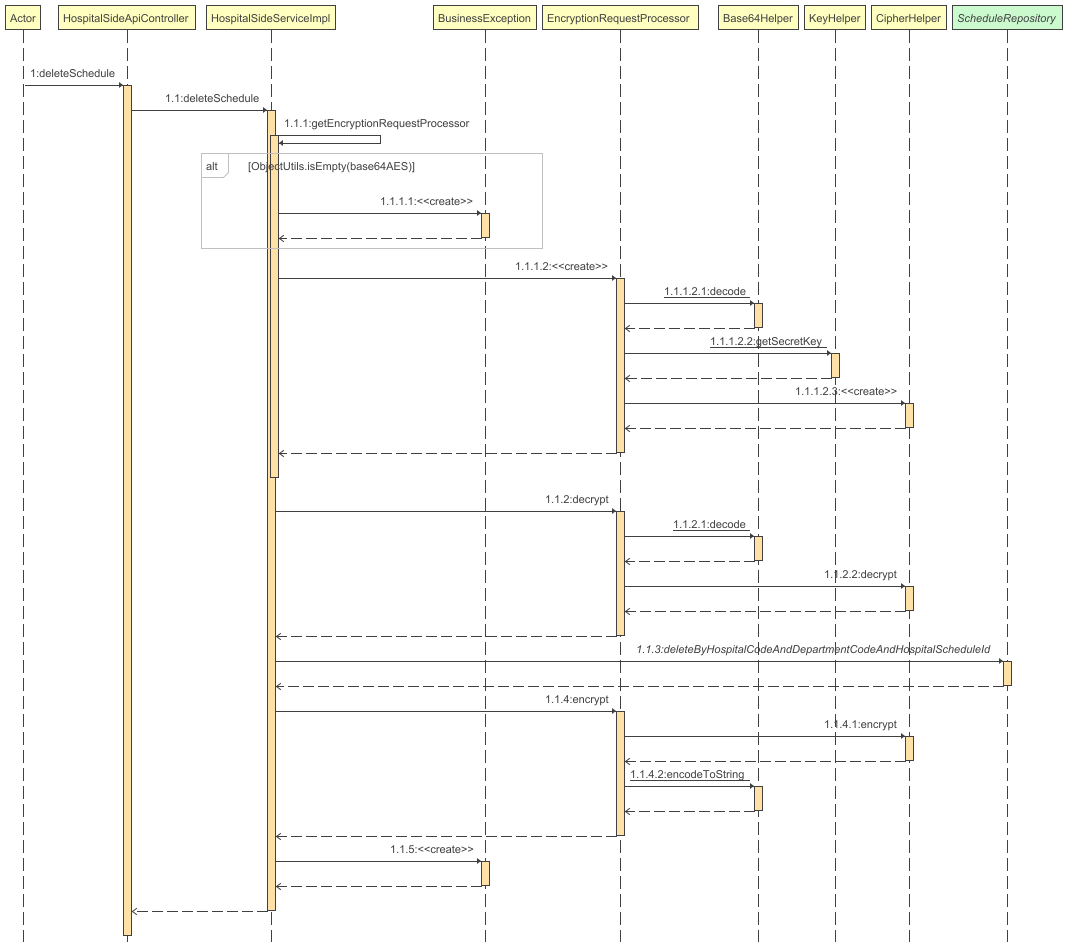 Actor
HospitalSideApiController
HospitalSideServiceImpl
BusinessException
EncryptionRequestProcessor
Base64Helper
KeyHelper
CipherHelper
ScheduleRepository
1:deleteSchedule
1.1:deleteSchedule
1.1.1:getEncryptionRequestProcessor
alt
[ObjectUtils.isEmpty(base64AES)]
1.1.1.1:<<create>>
1.1.1.2:<<create>>
1.1.1.2.1:decode
1.1.1.2.2:getSecretKey
1.1.1.2.3:<<create>>
1.1.2:decrypt
1.1.2.1:decode
1.1.2.2:decrypt
1.1.3:deleteByHospitalCodeAndDepartmentCodeAndHospitalScheduleId
1.1.4:encrypt
1.1.4.1:encrypt
1.1.4.2:encodeToString
1.1.5:<<create>>